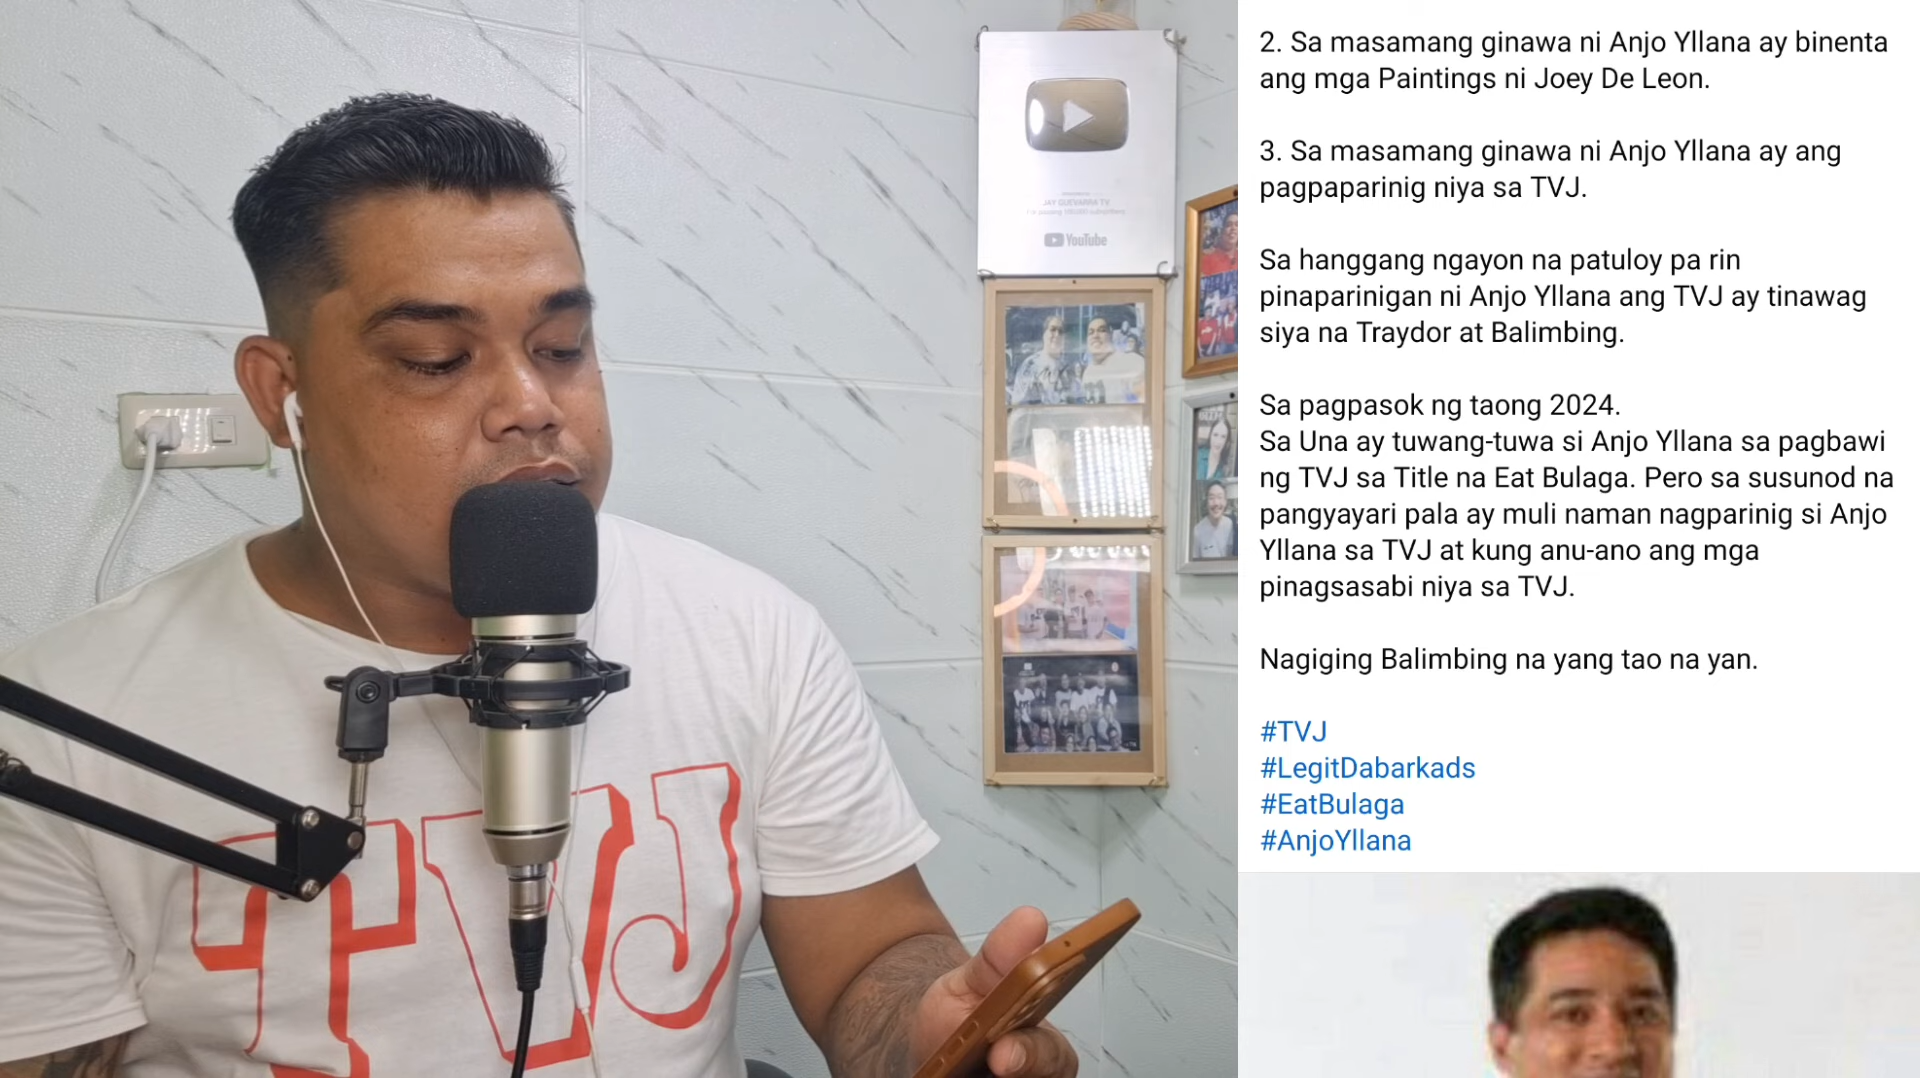 2. Sa masamang ginawa ni Anjo Yllana ay binenta
ang mga Paintings ni Joey De Leon.
3. Sa masamang ginawa ni Anjo Yllana ay ang
pagpaparinig niya sa TVJ.
Sa hanggang ngayon na patuloy pa rin
pinaparinigan ni Anjo Yllana ang TVJ ay tinawag
siya na Traydor at Balimbing.
Sa pagpasok ng taong 2024.
Sa Una ay tuwang-tuwa si Anjo Yllana sa pagbawi
ng TVJ sa Title na Eat Bulaga. Pero sa susunod na
pangyayari pala ay muli naman nagparinig si Anjo
Yllana sa TVJ at kung anu-ano ang mga
pinagsasabi niya sa TVJ.
Nagiging Balimbing na yang tao na yan.
#TVJ
#LegitDabarkads
#EatBulaga
#AnjoYllana
JAY GUEVARRA TV
YouTube
TVJ